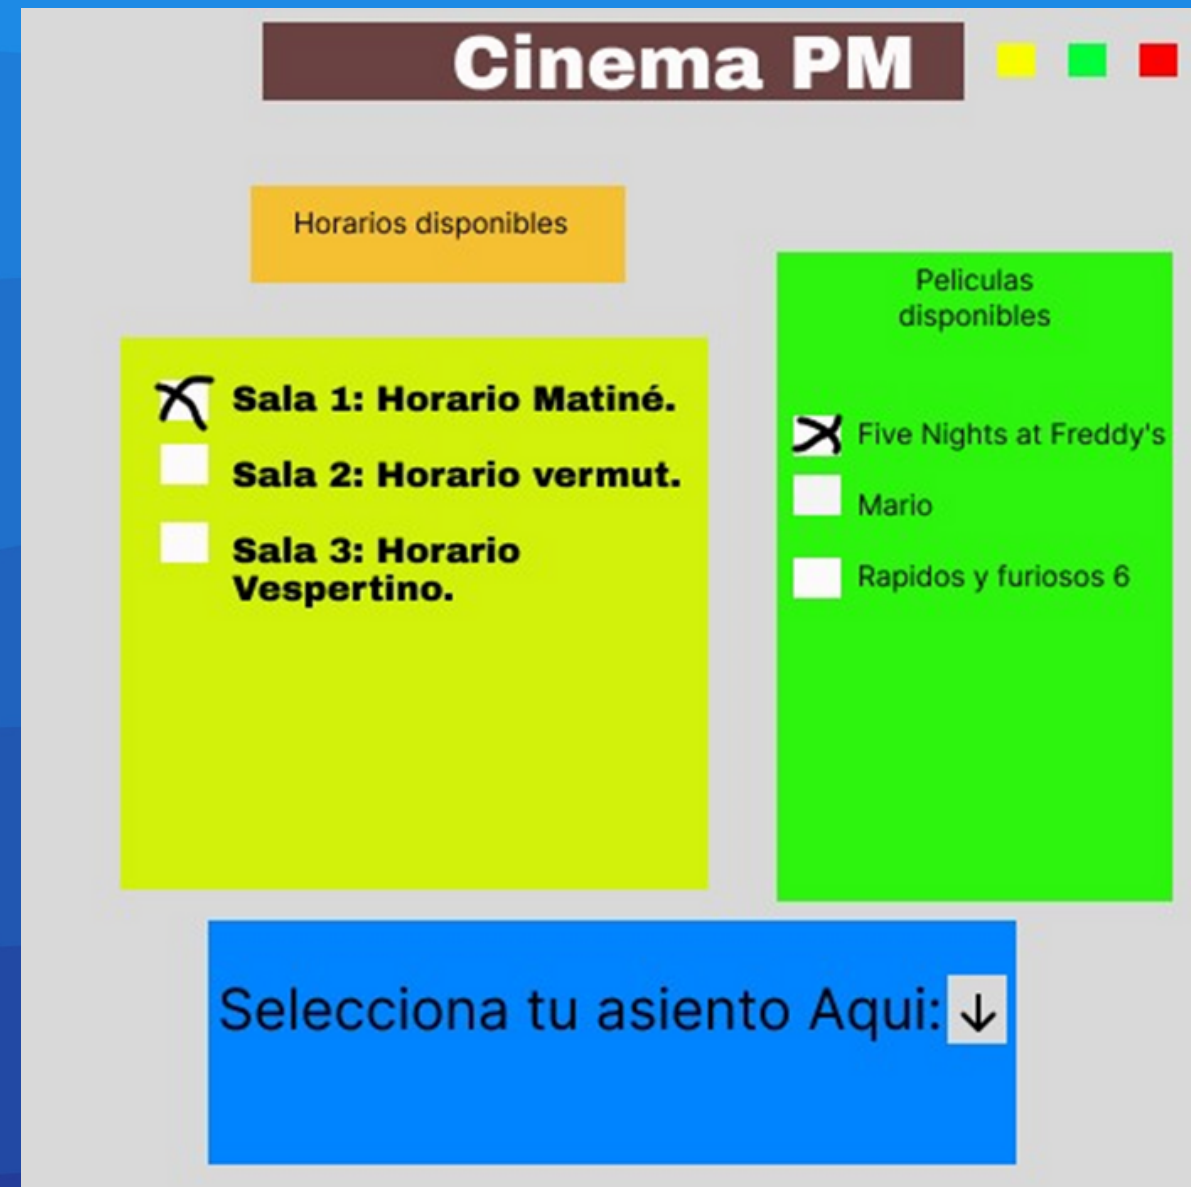 Cinema PM
Horarios disponibles
Sala 1: Horario Matiné.
Sala 2: Horario vermut.
Sala 3: Horario
Vespertino.
Peliculas
disponibles
Five Nights at Freddy's
Mario
Rapidos y furiosos 6
Selecciona tu asiento Aqui: